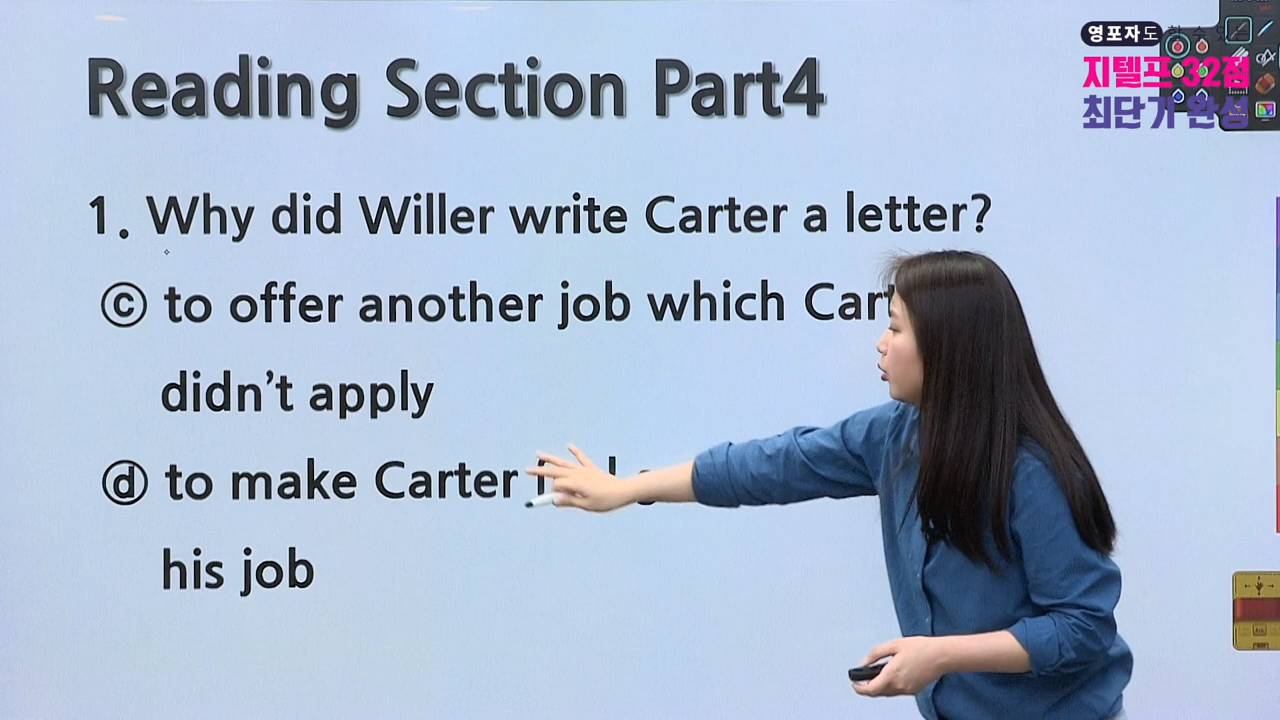 Reading Section Part4
1. Why did Willer write Carter a letter?
ⓒ to offer another job which
didn't apply
ⓓ to make Carter
his job
영포자도
지텔프 32점
최단기 완성